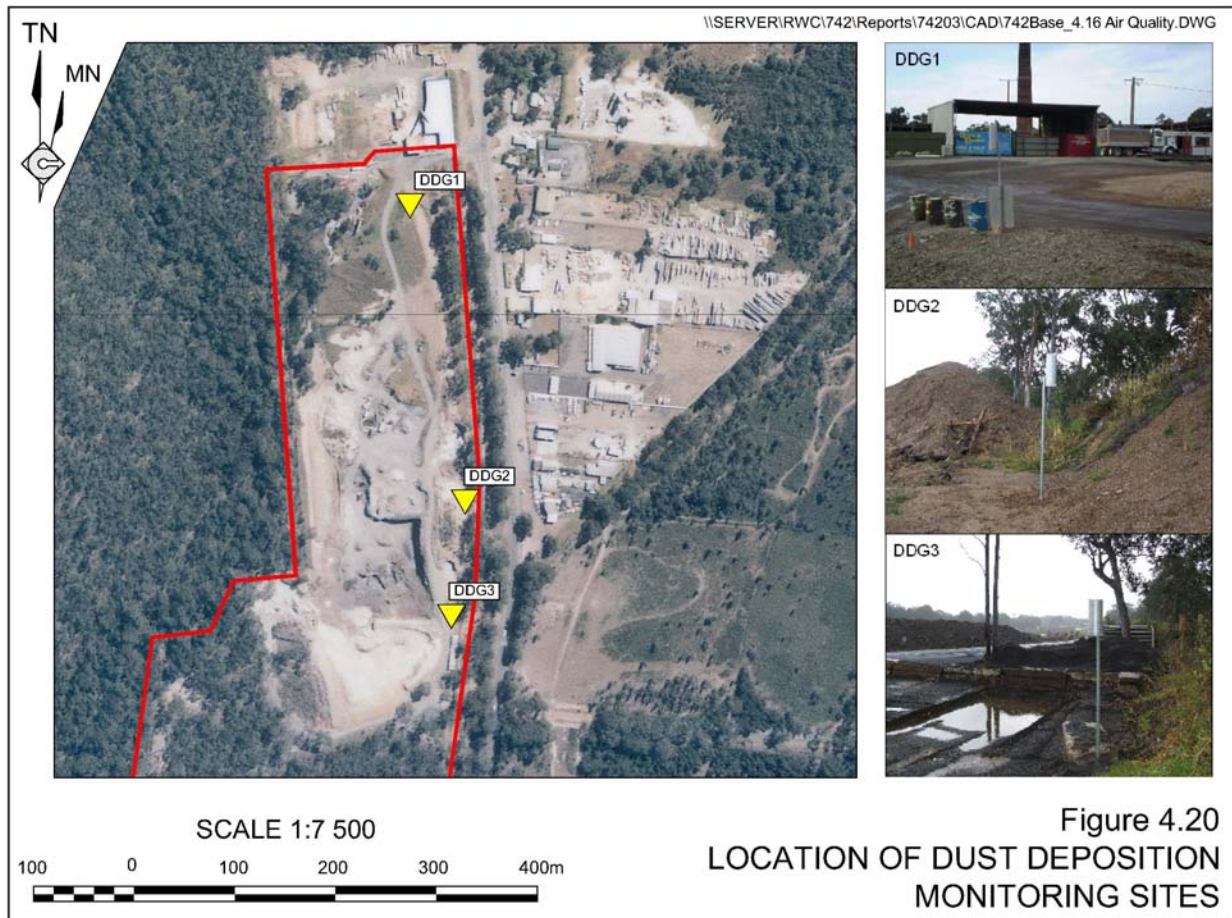 \\SERVER\RWC\742\Reports\74203\CAD\742Base_4.16 Air Quality.DWG
TN
MN
DDG1
DDG2
DDG3
DDG1
DDG2
DDG3
SCALE 1:7 500
100 0 100 200 300 400m
Figure 4.20
LOCATION OF DUST DEPOSITION
MONITORING SITES